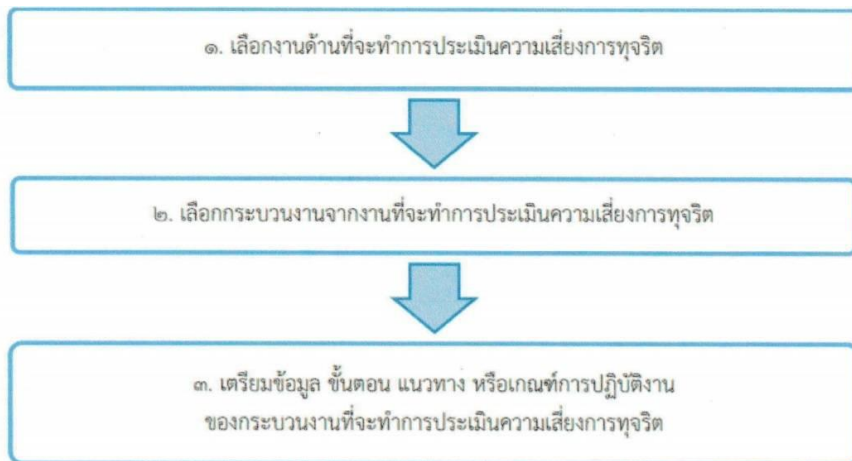 ๑. เลือกงานด้านที่จะทำการประเมินความเสี่ยงการทุจริต
๒. เลือกกระบวนงานจากงานที่จะทำการประเมินความเสี่ยงการทุจริต
๓. เตรียมข้อมูล ขั้นตอน แนวทาง หรือเกณฑ์การปฏิบัติงาน
ของกระบวนงานที่จะทำการประเมินความเสี่ยงการทุจริต